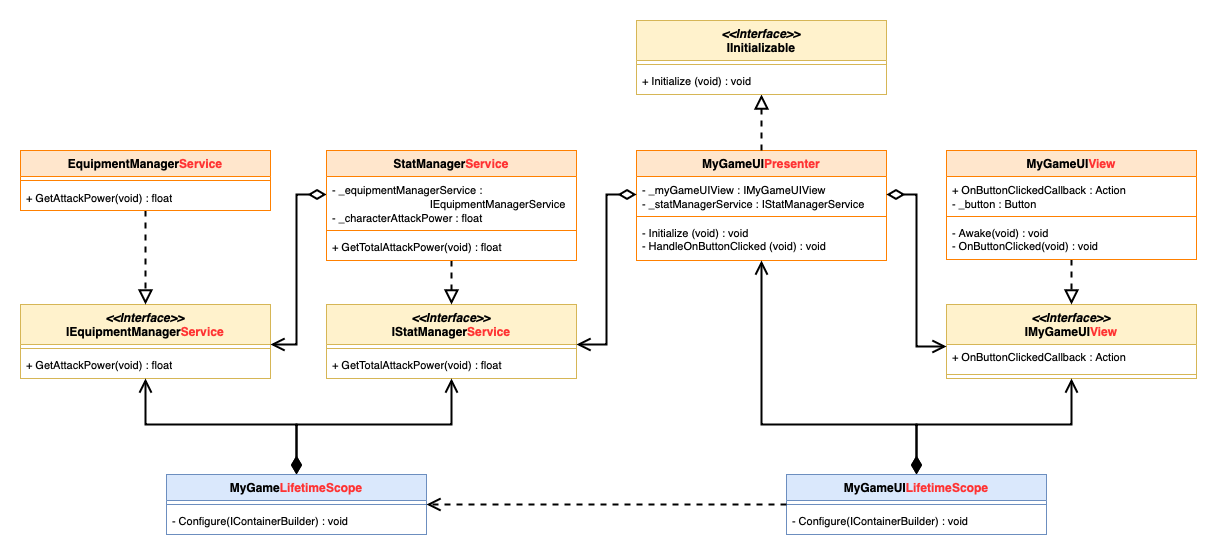 <<Interface>>
IInitializable
+ Initialize (void) : void
EquipmentManagerService
+ GetAttackPower(void) : float
StatManagerService
- _equipmentManagerService :
IEquipmentManagerService
- _characterAttackPower : float
+ GetTotalAttackPower(void) : float
MyGameUIPresenter
- _myGameUIView : IMyGameUIView
- _statManagerService : IStatManagerService
- Initialize (void) : void
- HandleOnButtonClicked (void) : void
MyGameUIView
+ OnButtonClickedCallback : Action
- _button : Button
- Awake(void) : void
- OnButtonClicked(void) : void
<<Interface>>
IEquipmentManagerService
+ GetAttackPower(void) : float
<<Interface>>
IStatManagerService
+ GetTotalAttackPower(void) : float
<<Interface>>
IMyGameUIView
+ OnButtonClickedCallback : Action
MyGameLifetimeScope
- Configure(IContainerBuilder) : void
MyGameUILifetimeScope
- Configure(IContainerBuilder) : void